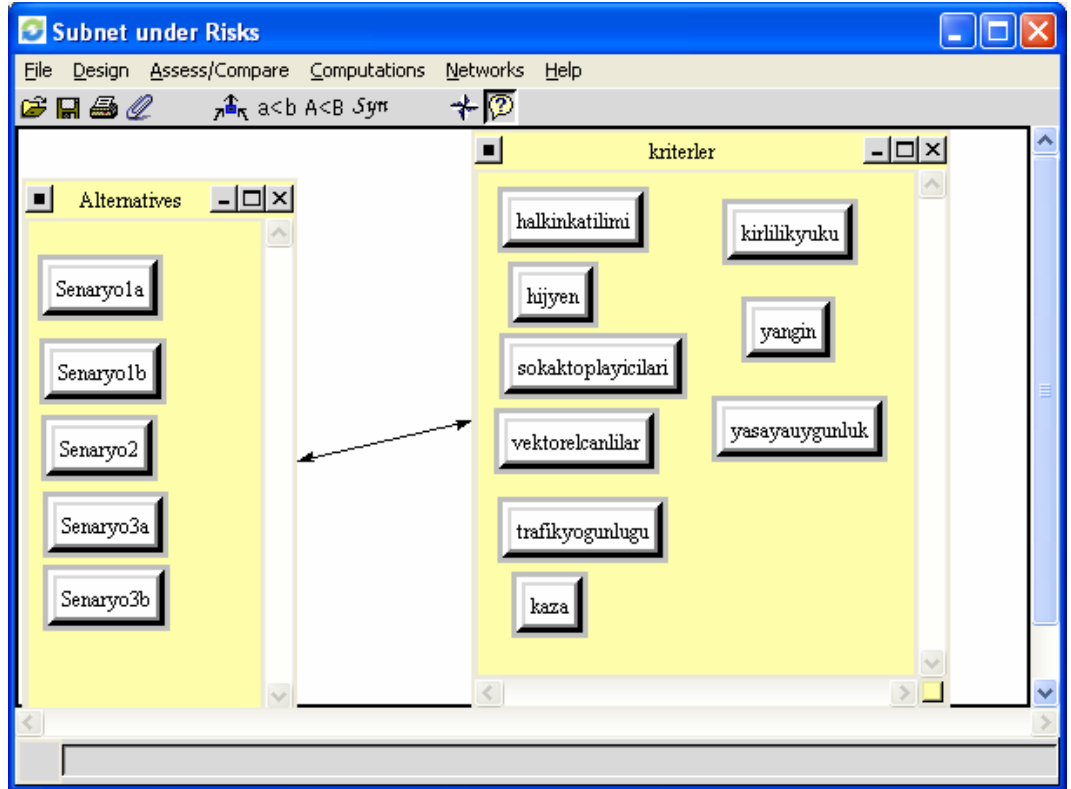 Subnet under Risks
File Design Assess/Compare Computations Networks Help
a<b A<B Syn
Alternatives
Senaryo1a
Senaryo1b
Senaryo2
Senaryo3a
Senaryo3b
kriterler
halkinkatilimi
hijyen
sokaktoplayicilari
vektorelcanlilar
trafikyogunlugu
kaza
kirlilikyuku
yangin
yasayauygunluk